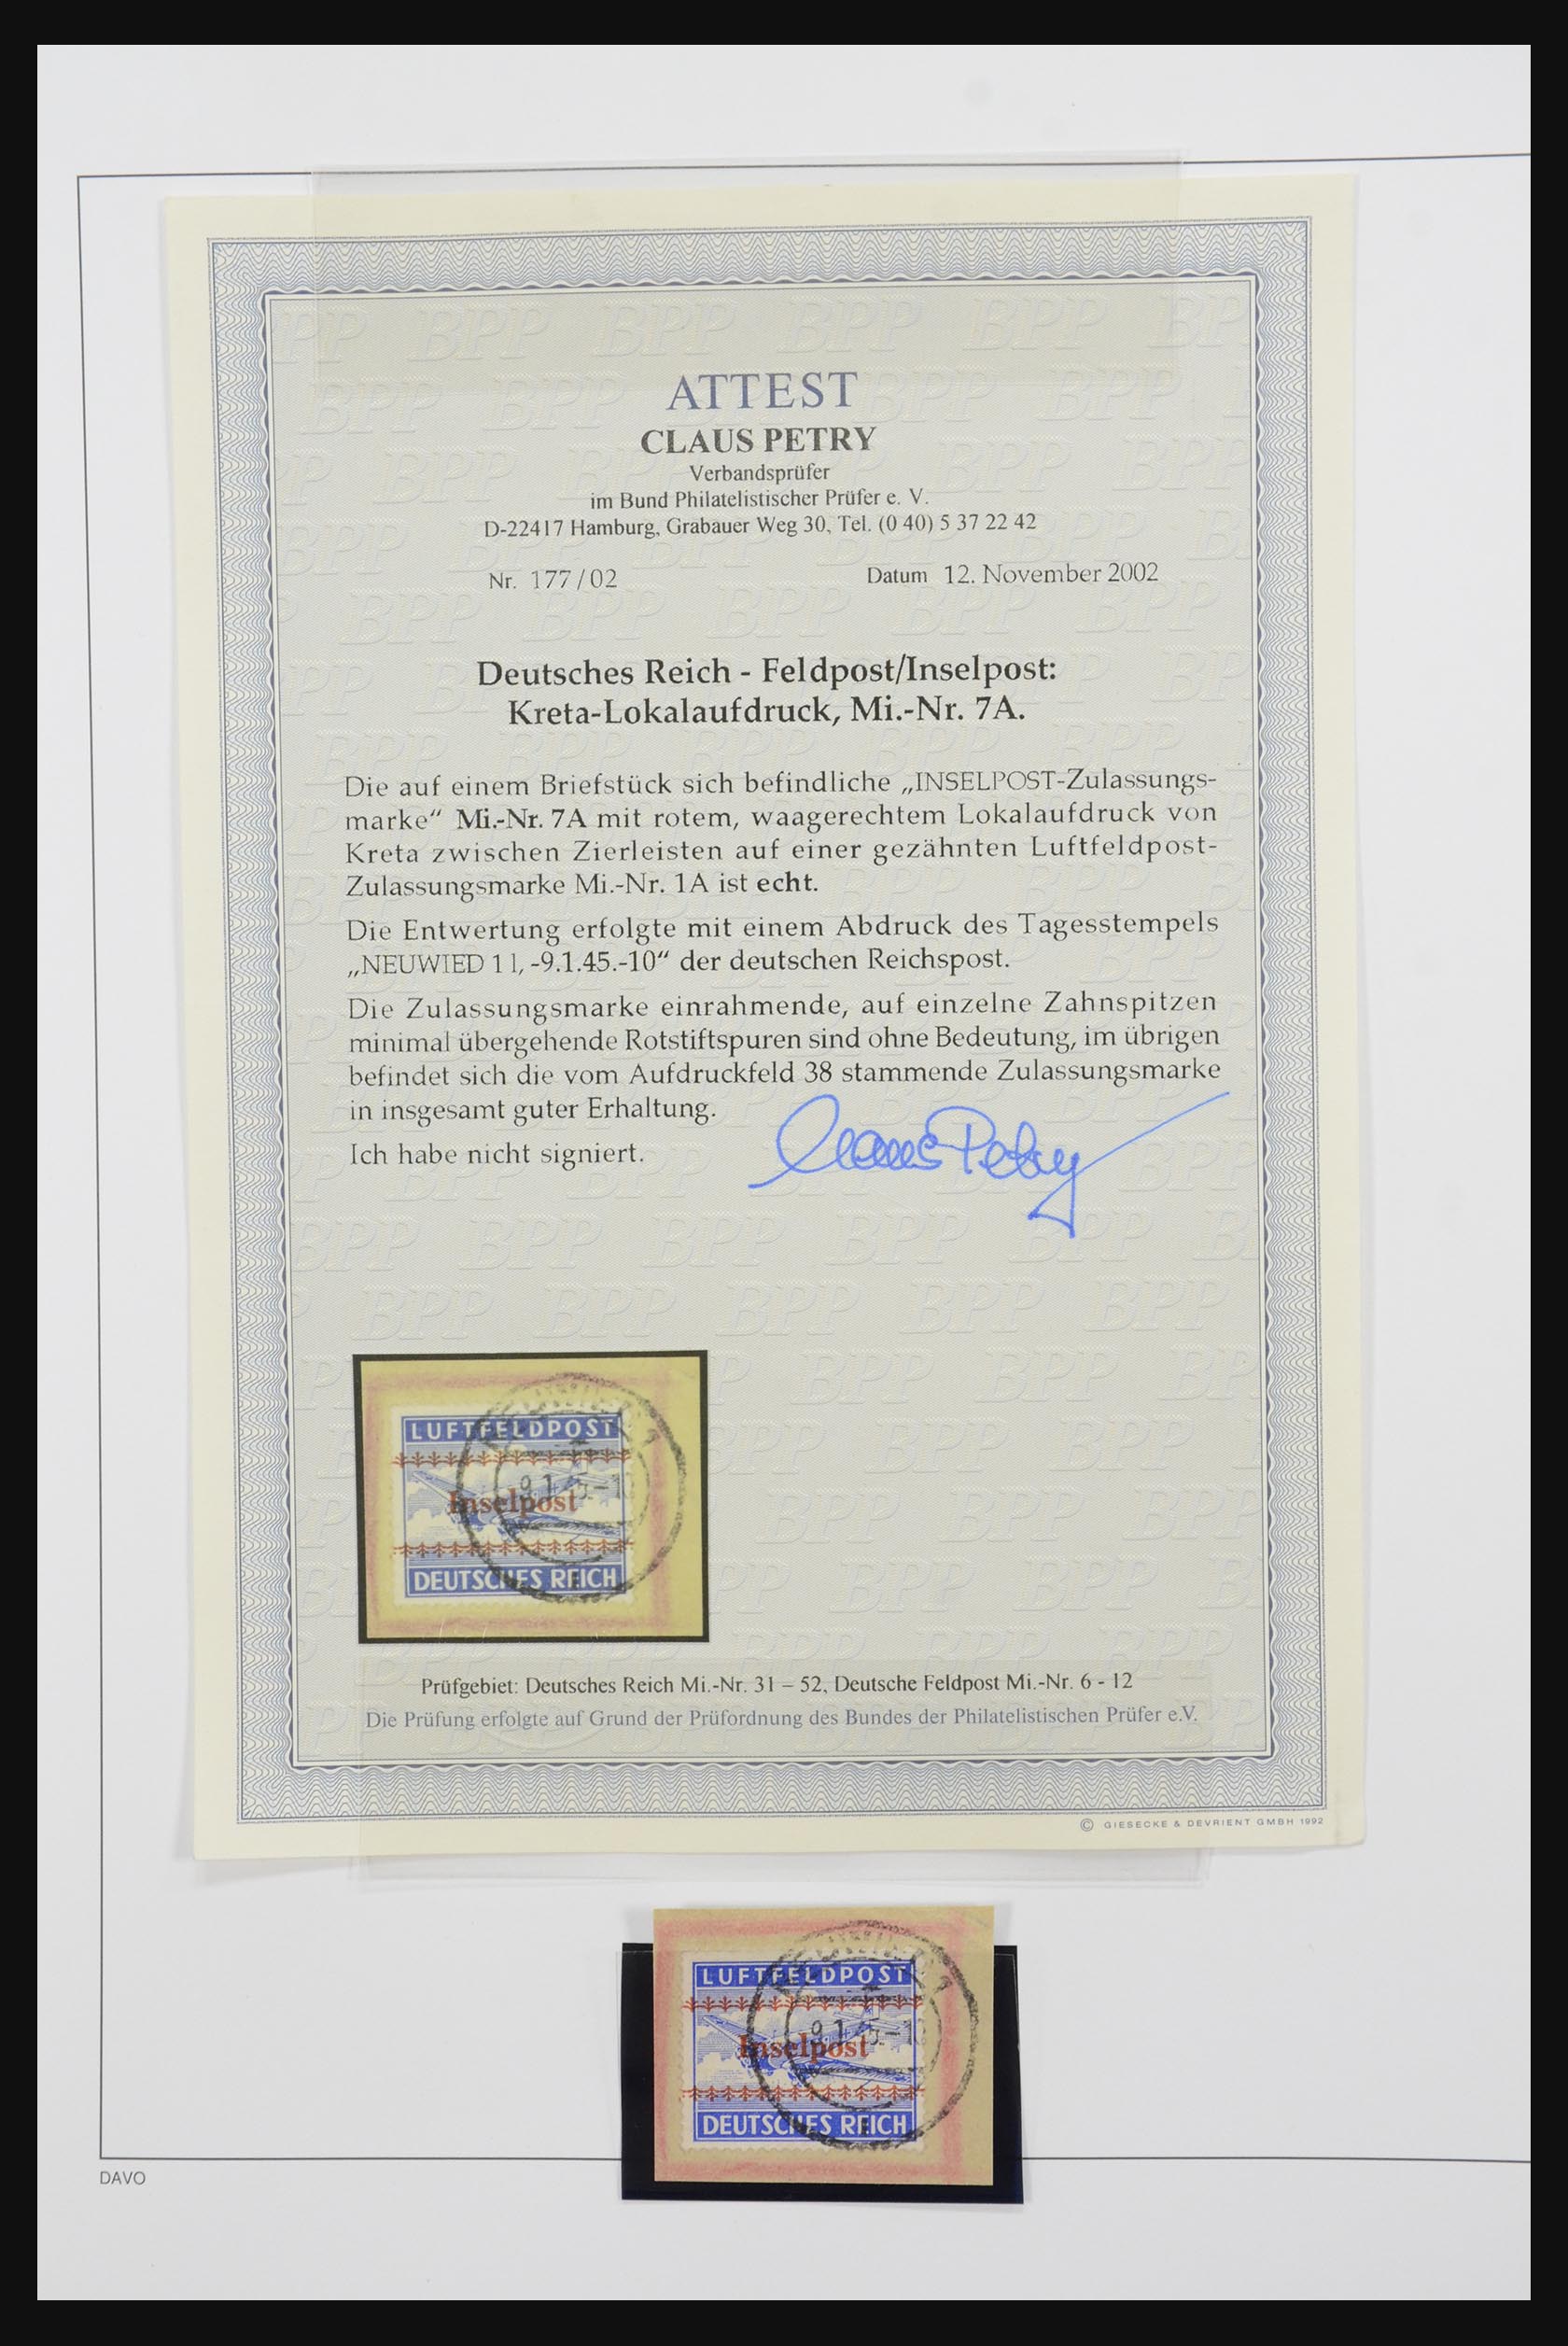 ATTEST
CLAUS PETRY
Verbandsprüfer
im Bund Philatelistischer Prüfer e. V.
D-22417 Hamburg, Grabauer Weg 30, Tel. (0 40) 5 37 22 42
Nr. 177/02 Datum 12. November 2002
Deutsches Reich - Feldpost/Inselpost:
Kreta-Lokalaufdruck, Mi.-Nr. 7A.
Die auf einem Briefstück sich befindliche „INSELPOST-Zulassungs-
marke“ Mi.-Nr. 7A mit rotem, waagerechtem Lokalaufdruck von
Kreta zwischen Zierleisten auf einer gezähnten Luftfeldpost-
Zulassungsmarke Mi.-Nr. 1A ist echt.
Die Entwertung erfolgte mit einem Abdruck des Tagesstempels
„NEUWIED 1 l, -9.1.45.-10“ der deutschen Reichspost.
Die Zulassungsmarke einrahmende, auf einzelne Zahnspitzen
minimal übergehende Rotstiftspuren sind ohne Bedeutung, im übrigen
befindet sich die vom Aufdruckfeld 38 stammende Zulassungsmarke
in insgesamt guter Erhaltung.
Ich habe nicht signiert.
Claus Petry
LUFTFELDPOST
Inselpost
DEUTSCHES REICH
Prüfgebiet: Deutsches Reich Mi.-Nr. 31 – 52, Deutsche Feldpost Mi.-Nr. 6 - 12
Die Prüfung erfolgte auf Grund der Prüfordnung des Bundes der Philatelistischen Prüfer e.V.
© GIESECKE & DEVRIENT GMBH 1992
LUFTFELDPOST
Inselpost
DEUTSCHES REICH
DAVO